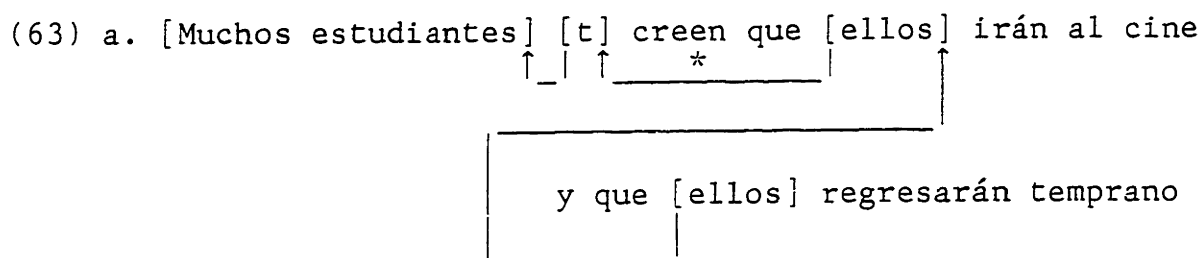 (63) a. [Muchos estudiantes] [t] creen que [ellos] irán al cine
*
y que [ellos] regresarán temprano